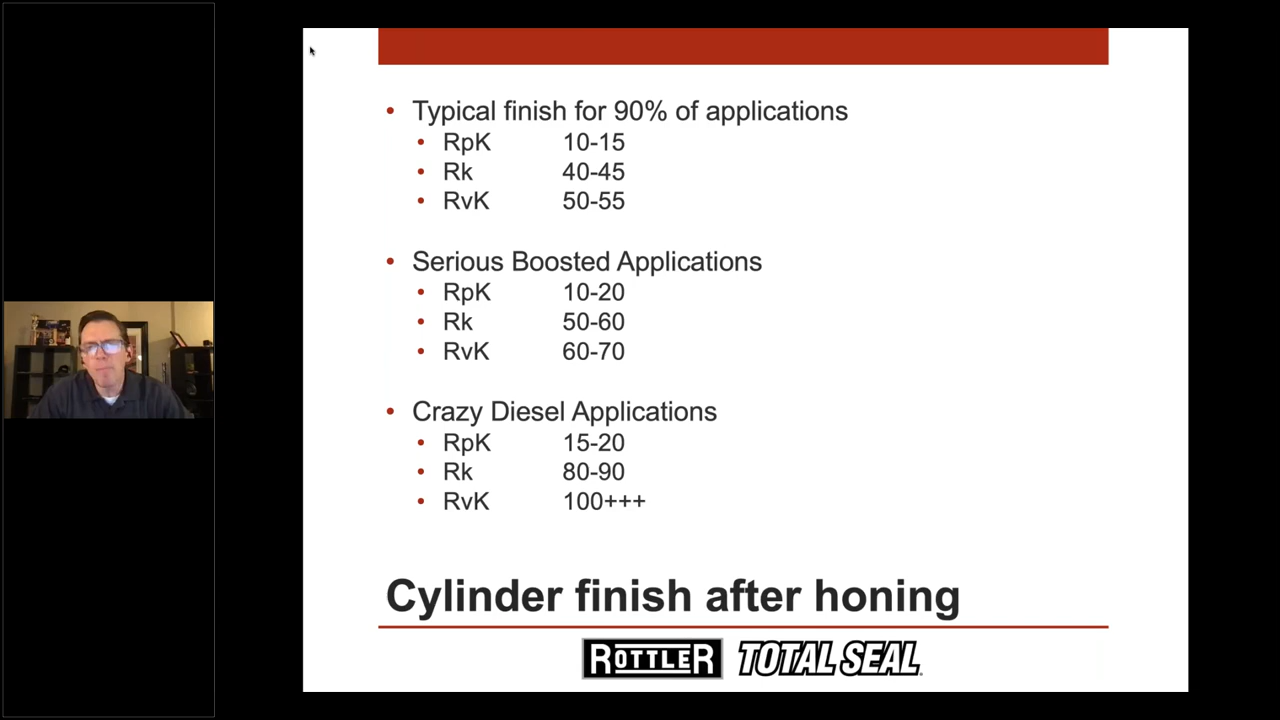 • Typical finish for 90% of applications
• RpK 10-15
• Rk 40-45
• RvK 50-55
• Serious Boosted Applications
• RpK 10-20
• Rk 50-60
• RvK 60-70
• Crazy Diesel Applications
• RpK 15-20
• Rk 80-90
• RvK 100+++
Cylinder finish after honing
ROTTLER TOTAL SEAL